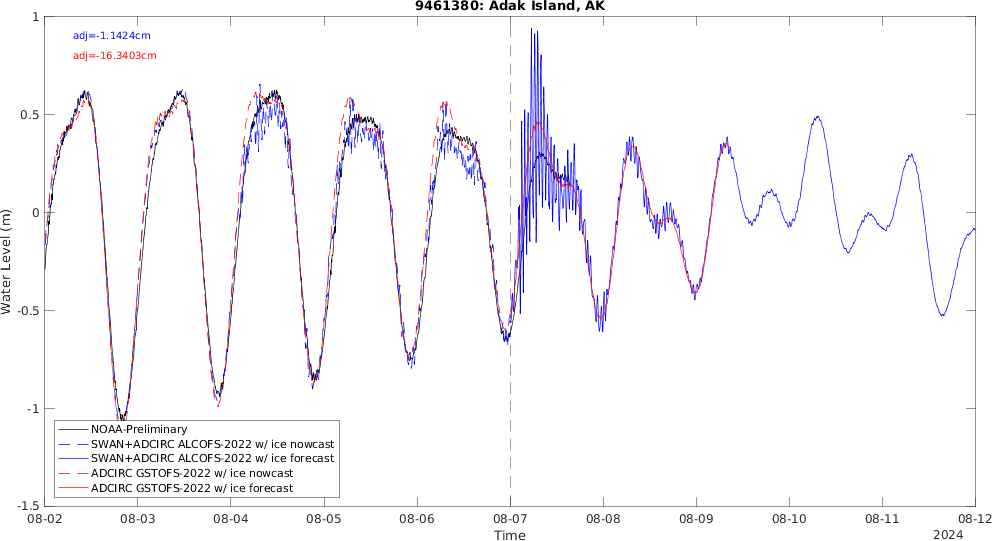 9461380: Adak Island, AK
adj=-1.1424cm
adj=-16.3403cm
Water Level (m)
1
0.5
0
-0.5
-1
-1.5
NOAA-Preliminary
SWAN+ADCIRC ALCOFS-2022 w/ ice nowcast
SWAN+ADCIRC ALCOFS-2022 w/ ice forecast
ADCIRC GSTOFS-2022 w/ ice nowcast
ADCIRC GSTOFS-2022 w/ ice forecast
08-02 08-03 08-04 08-05 08-06 08-07 08-08 08-09 08-10 08-11 08-12
Time
2024